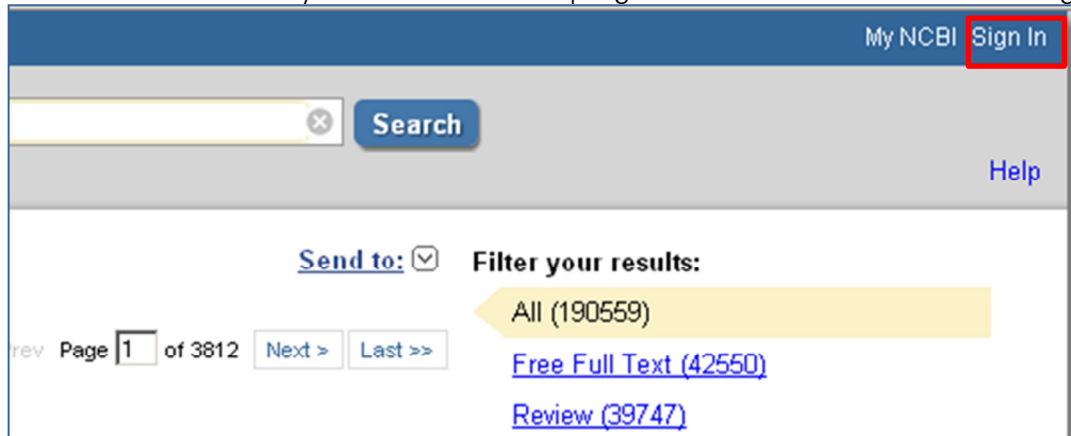 My NCBI Sign In
Search
Help
Send to:
Filter your results:
All (190559)
Page 1 of 3812 Next > Last >>
Free Full Text (42550)
Review (39747)